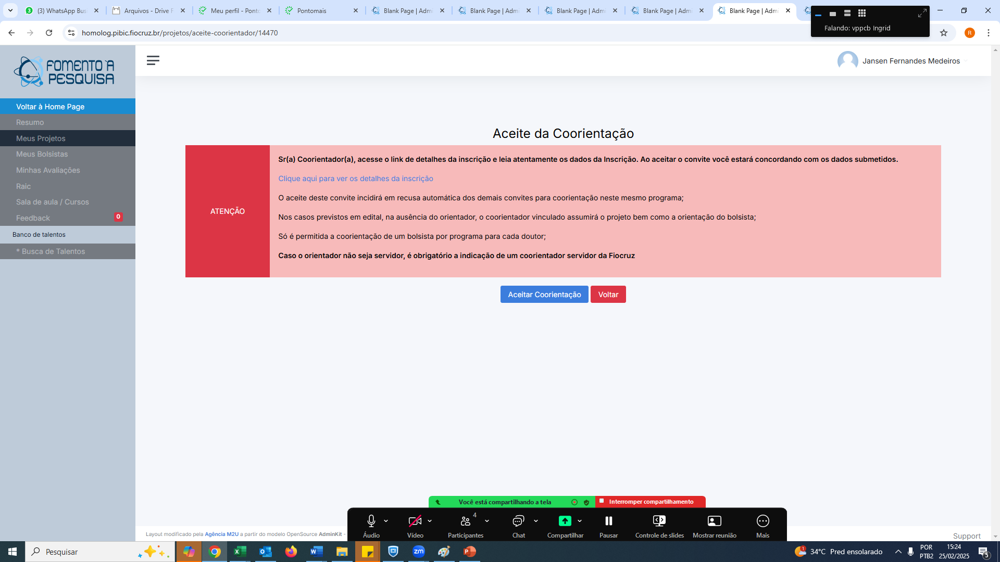 (3) WhatsApp Bus
Arquivos - Drive F
Meu perfil - Ponto
Pontomais
Blank Page | Admi
Blank Page | Admi
Blank Page | Admi
Blank Page | Admi
Blank Page | Admi
Falando: vppcb Ingrid
homolog.pibic.fiocruz.br/projetos/aceite-coorientador/14470
R
FOMENTO À
PESQUISA
Jansen Fernandes Medeiros
Voltar à Home Page
Resumo
Meus Projetos
Meus Bolsistas
Minhas Avaliações
Raic
Sala de aula / Cursos
Feedback 0
Banco de talentos
* Busca de Talentos
Aceite da Coorientação
ATENÇÃO
Sr(a) Coorientador(a), acesse o link de detalhes da inscrição e leia atentamente os dados da Inscrição. Ao aceitar o convite você estará concordando com os dados submetidos.
Clique aqui para ver os detalhes da inscrição
O aceite deste convite incidirá em recusa automática dos demais convites para coorientação neste mesmo programa;
Nos casos previstos em edital, na ausência do orientador, o coorientador vinculado assumirá o projeto bem como a orientação do bolsista;
Só é permitida a coorientação de um bolsista por programa para cada doutor;
Caso o orientador não seja servidor, é obrigatório a indicação de um coorientador servidor da Fiocruz
Aceitar Coorientação Voltar
Você está compartilhando a tela
Interromper compartilhamento
Áudio
Vídeo
4
Participantes
Chat
Compartilhar
Pausar
Controle de slides
Mostrar reunião
Mais
Layout modificado pela Agência M2U a partir do modelo OpenSource AdminKit -
Support
Pesquisar
zm
1
34°C Pred ensolarado
POR
PTB2
15:24
25/02/2025
5